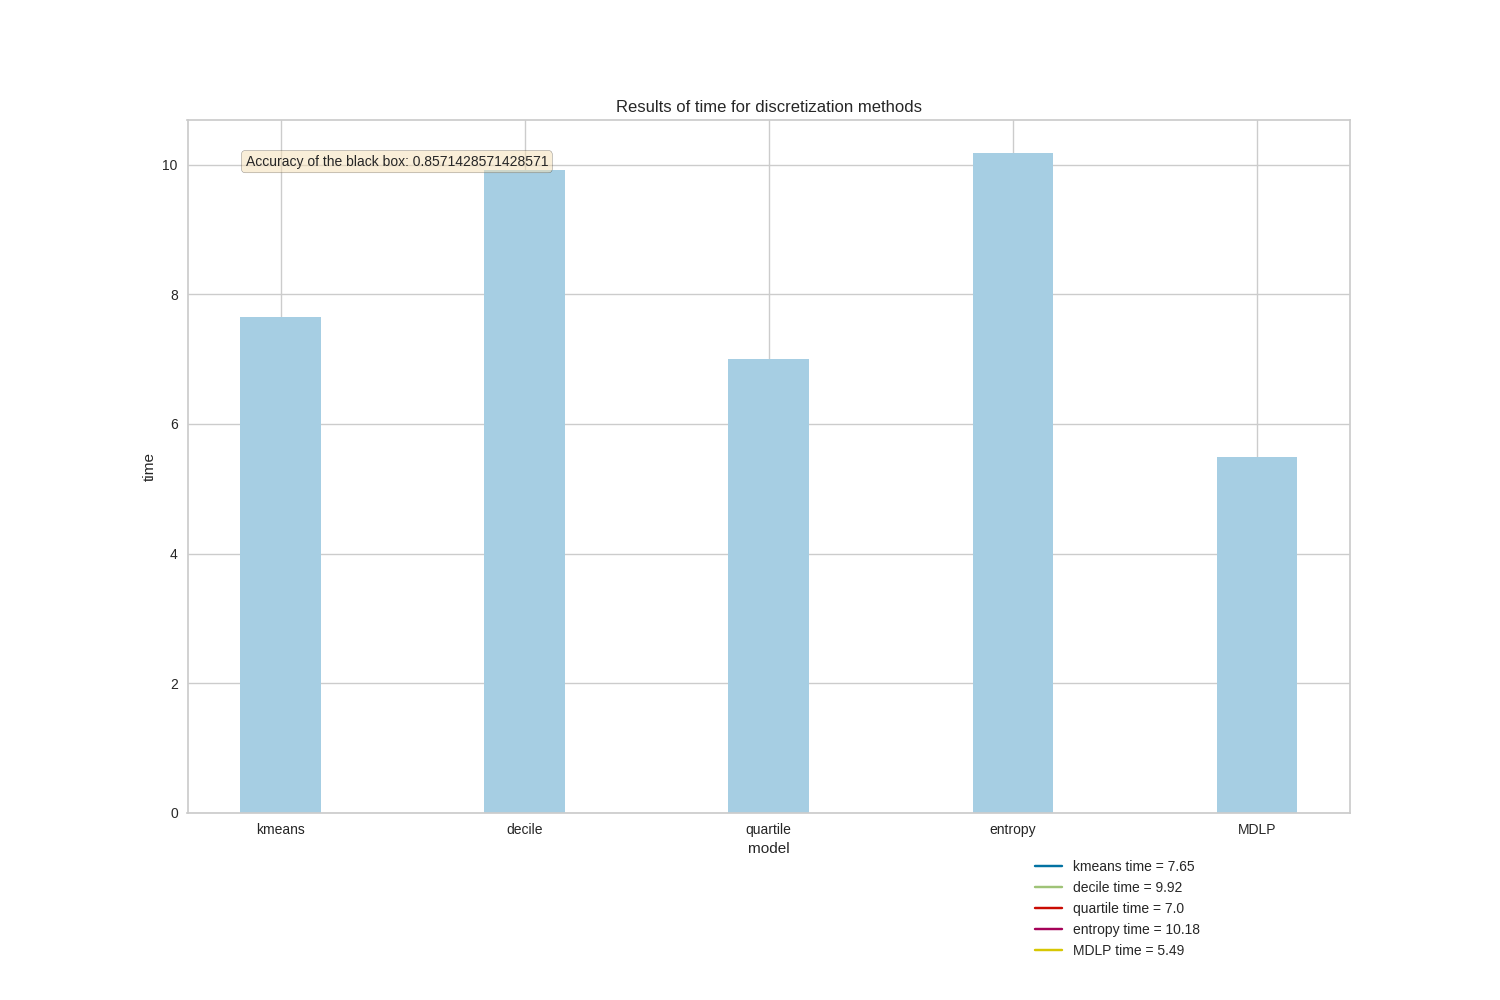 Results of time for discretization methods
Accuracy of the black box: 0.8571428571428571
10
8
6
4
2
0
time
kmeans
decile
quartile
entropy
MDLP
model
kmeans time = 7.65
decile time = 9.92
quartile time = 7.0
entropy time = 10.18
MDLP time = 5.49